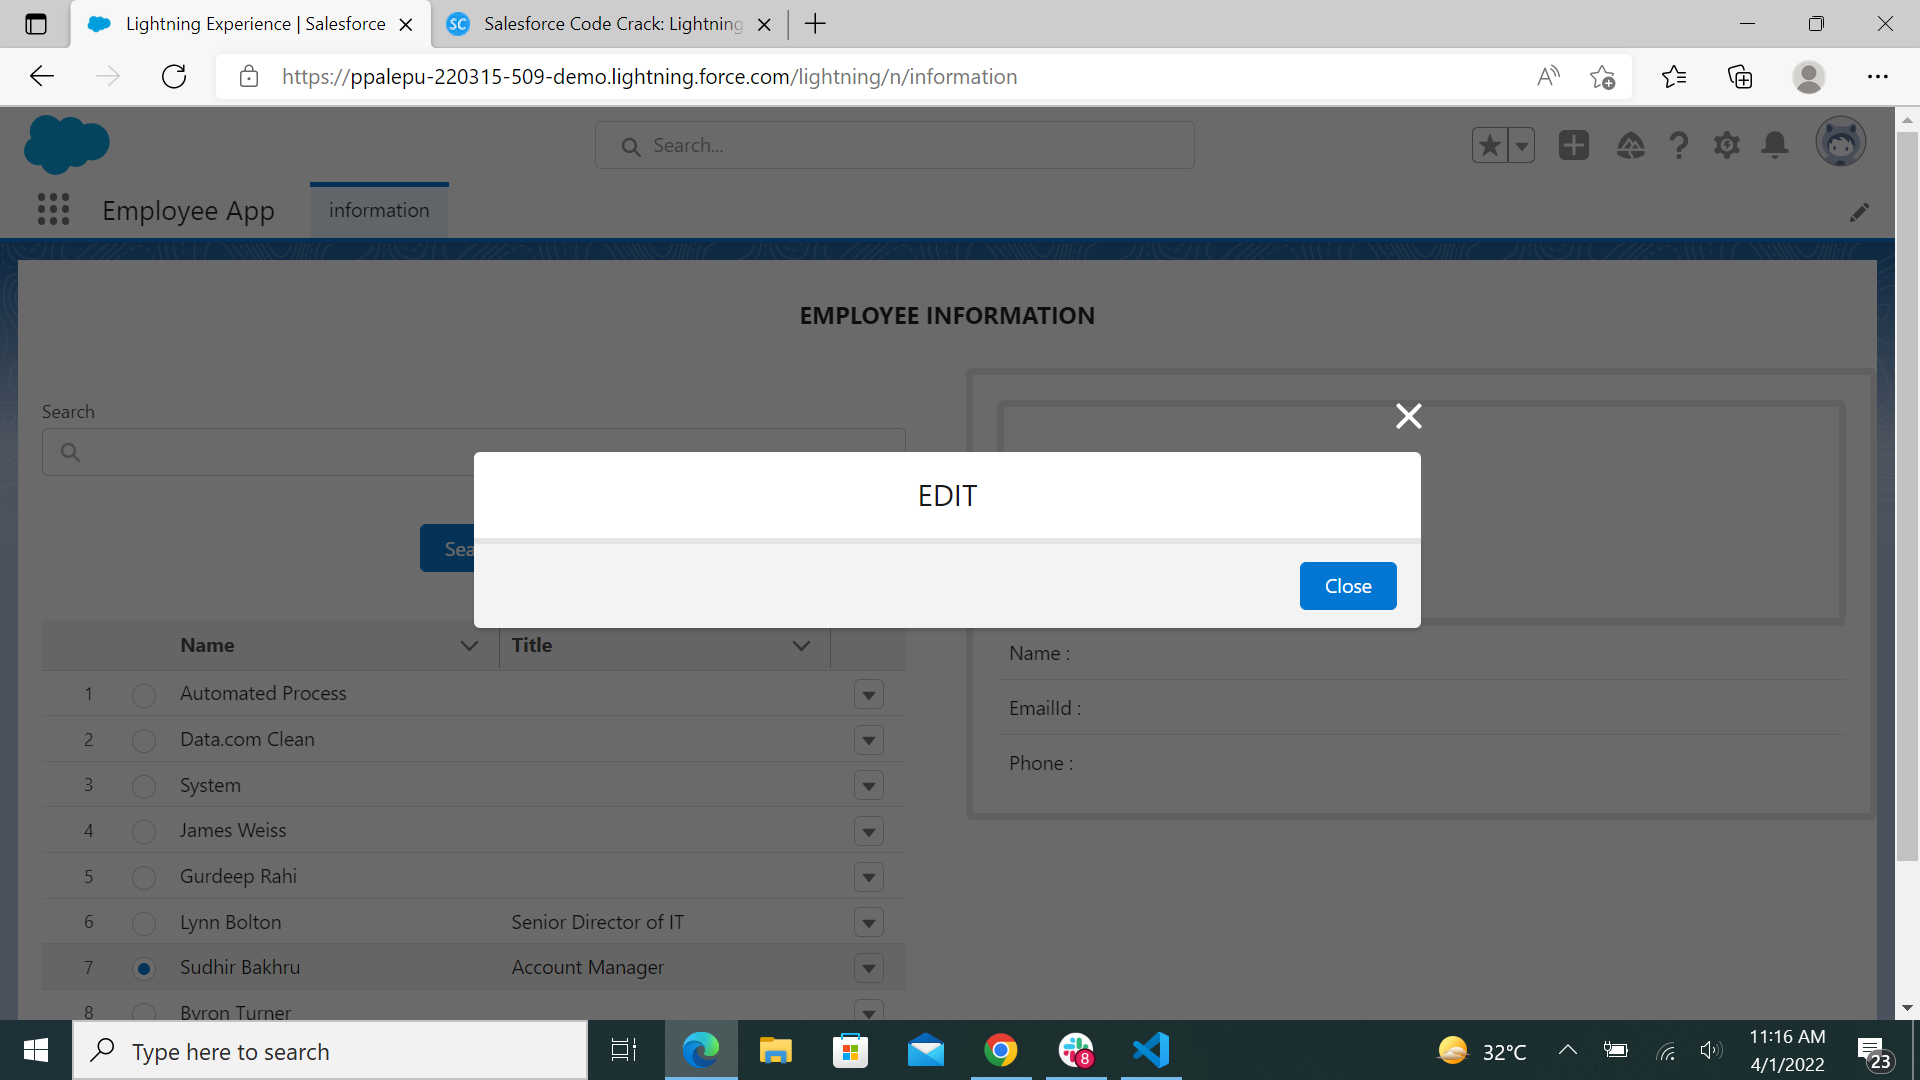 Lightning Experience | Salesforce
SC
Salesforce Code Crack: Lightning
https://ppalepu-220315-509-demo.lightning.force.com/lightning/n/information
Search...
Employee App
information
EMPLOYEE INFORMATION
Search
EDIT
Sea
Close
Name
Title
1 Automated Process
2 Data.com Clean
3 System
4 James Weiss
5 Gurdeep Rahi
6 Lynn Bolton Senior Director of IT
7 Sudhir Bakhru Account Manager
8 Byron Turner
Name :
EmailId :
Phone :
Type here to search
8
32°C
11:16 AM
4/1/2022
23